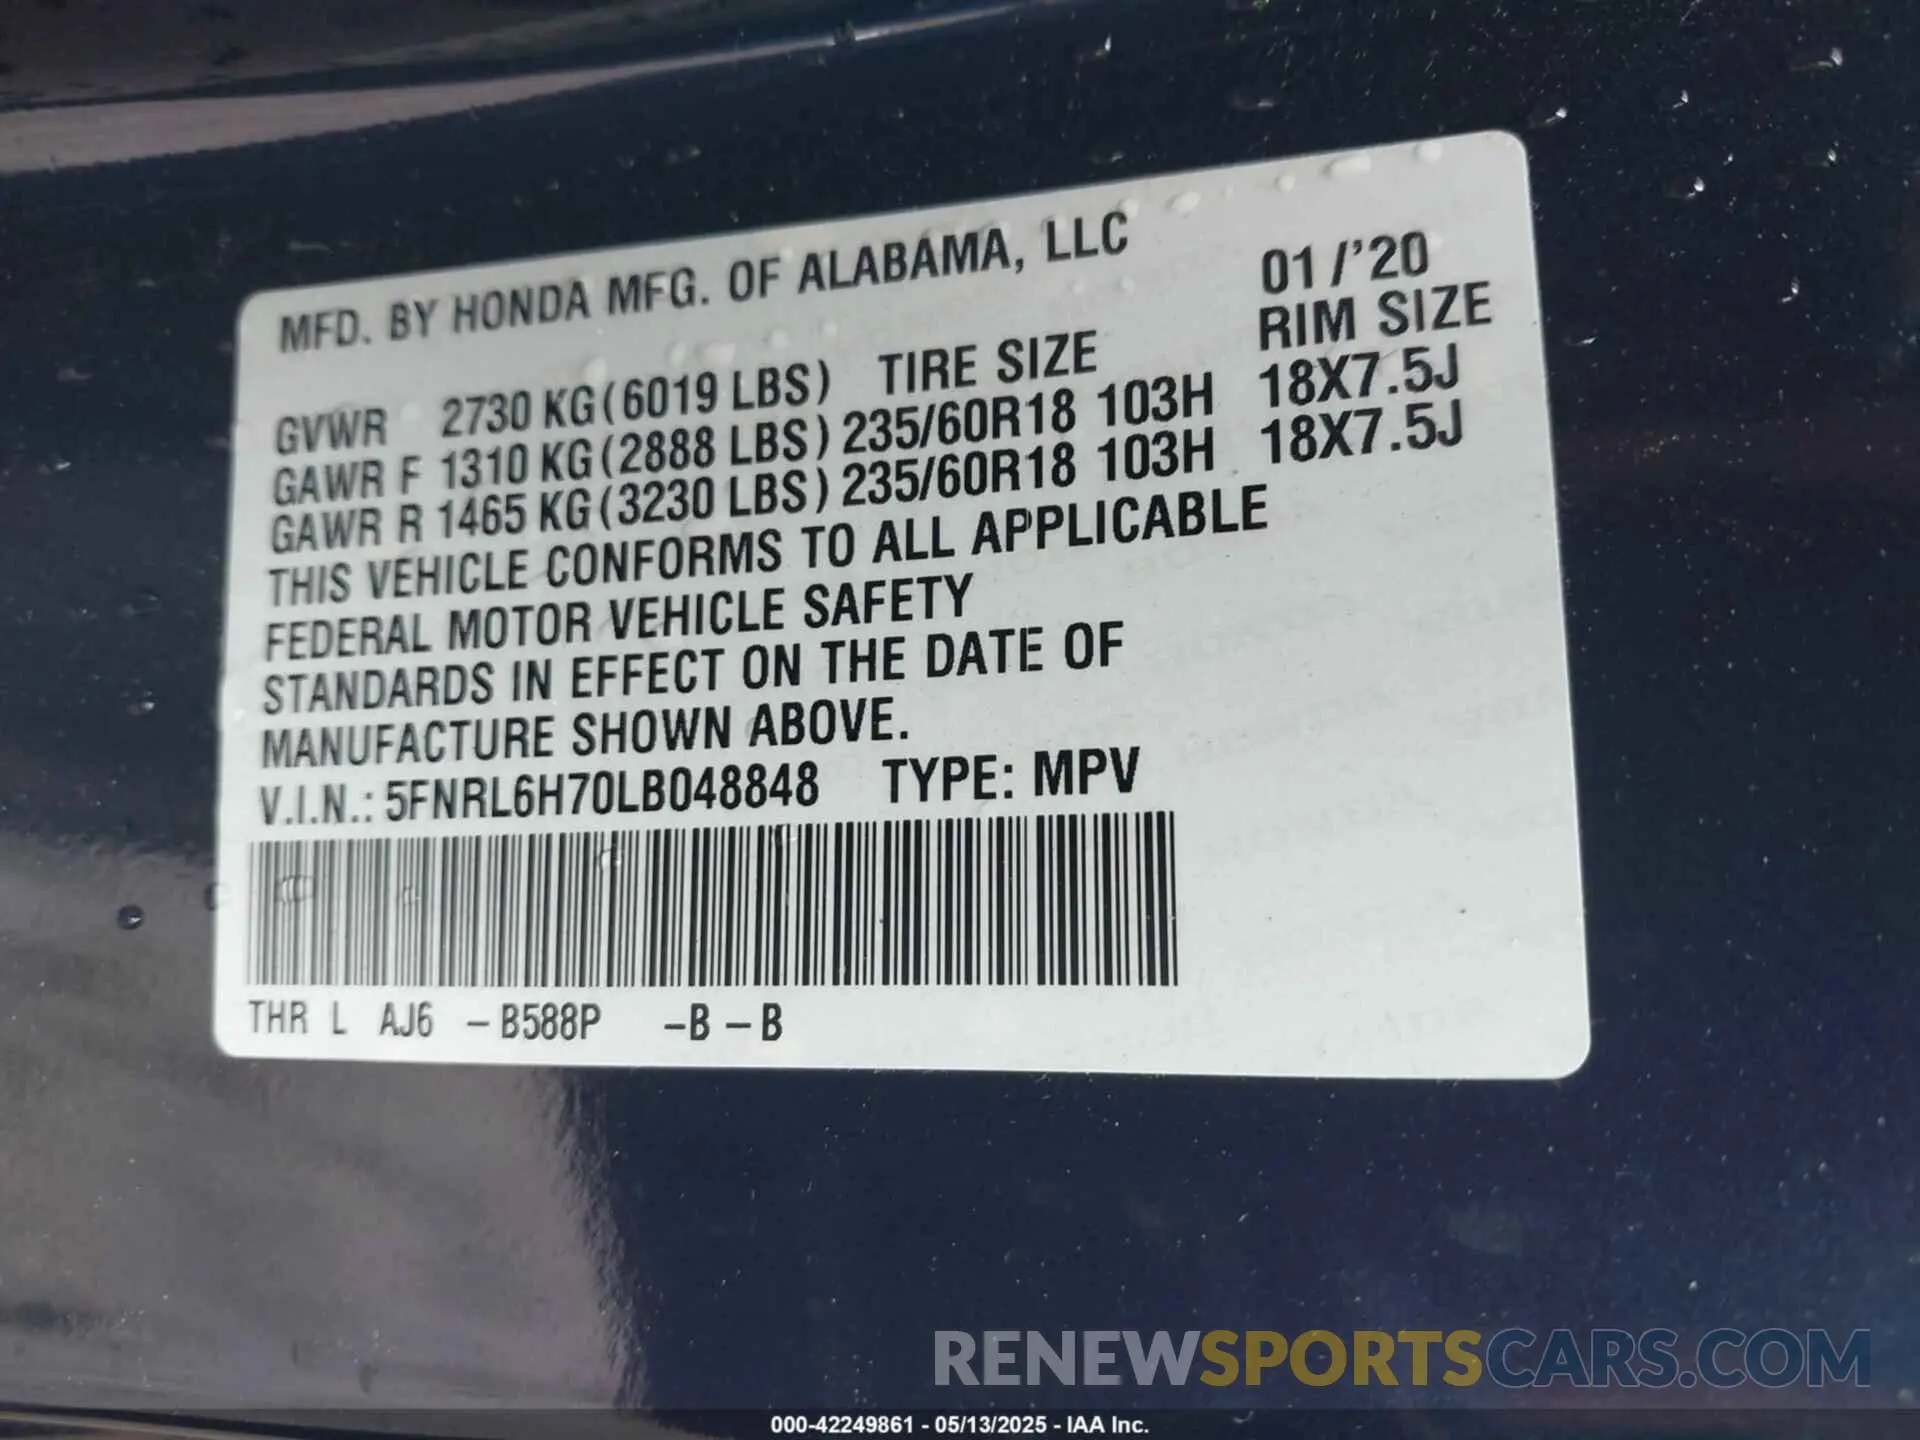 MFD. BY HONDA MFG. OF ALABAMA, LLC 01/'20
GVWR 2730 KG(6019 LBS) TIRE SIZE RIM SIZE
GAWR F 1310 KG(2888 LBS) 235/60R18 103H 18X7.5J
GAWR R 1465 KG(3230 LBS) 235/60R18 103H 18X7.5J
THIS VEHICLE CONFORMS TO ALL APPLICABLE
FEDERAL MOTOR VEHICLE SAFETY
STANDARDS IN EFFECT ON THE DATE OF
MANUFACTURE SHOWN ABOVE.
V.I.N.: 5FNRL6H70LB048848 TYPE: MPV
THR L AJ6 -B588P -B-B
RENEWSPORTSCARS.COM
000-42249861 - 05/13/2025 - IAA Inc.